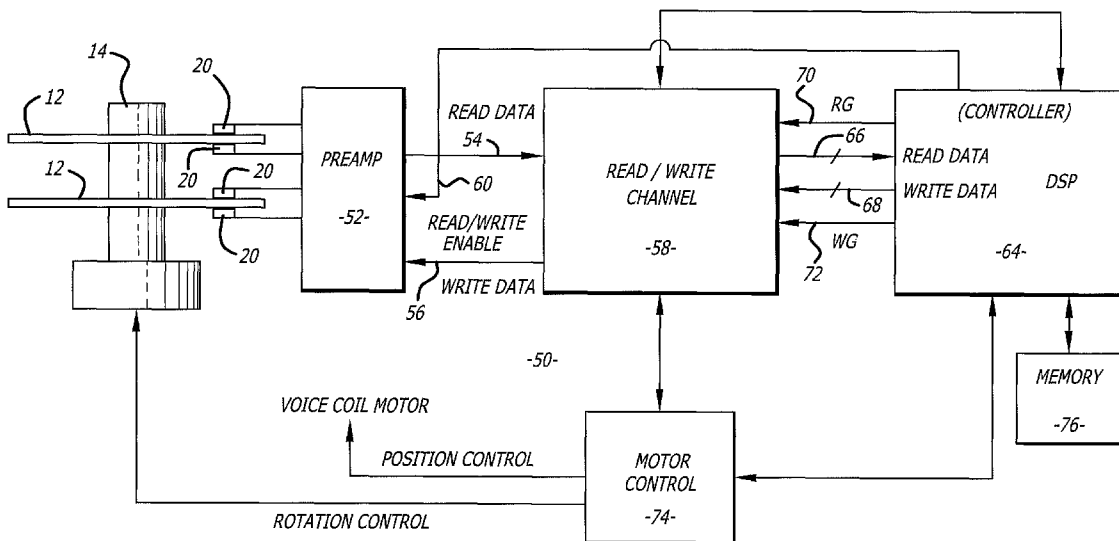 14
20
12
20
12
20
20
PREAMP
-52-
READ DATA
54
60
READ/WRITE
ENABLE
WRITE DATA
56
READ / WRITE
CHANNEL
-58-
70
RG
66
68
WG
72
(CONTROLLER)
READ DATA
WRITE DATA
DSP
-64-
-50-
MEMORY
-76-
VOICE COIL MOTOR
POSITION CONTROL
ROTATION CONTROL
MOTOR
CONTROL
-74-